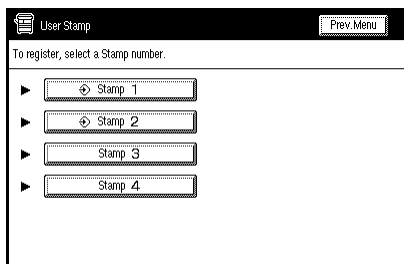 User Stamp
Prev.Menu
To register, select a Stamp number.
Stamp 1
Stamp 2
Stamp 3
Stamp 4